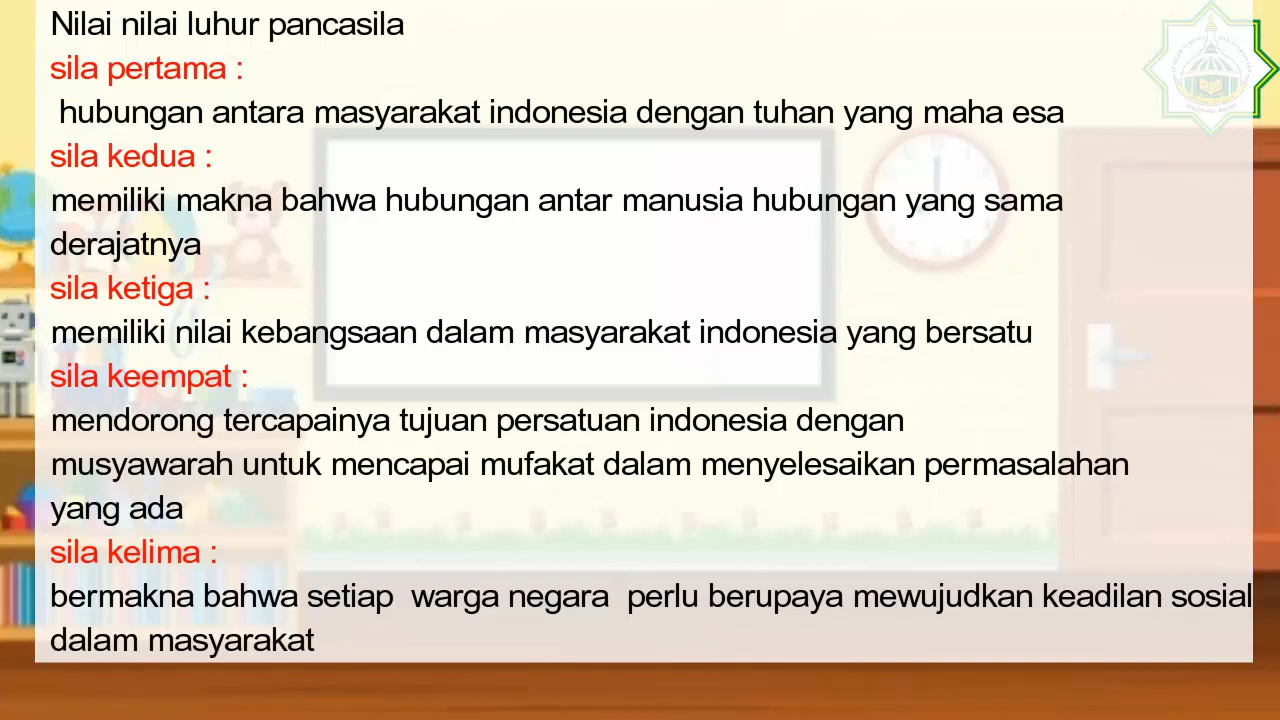 Nilai nilai luhur pancasila
sila pertama :
hubungan antara masyarakat indonesia dengan tuhan yang maha esa
sila kedua :
memiliki makna bahwa hubungan antar manusia hubungan yang sama
derajatnya
sila ketiga :
memiliki nilai kebangsaan dalam masyarakat indonesia yang bersatu
sila keempat :
mendorong tercapainya tujuan persatuan indonesia dengan
musyawarah untuk mencapai mufakat dalam menyelesaikan permasalahan
yang ada
sila kelima :
bermakna bahwa setiap  warga negara  perlu berupaya mewujudkan keadilan sosial
dalam masyarakat